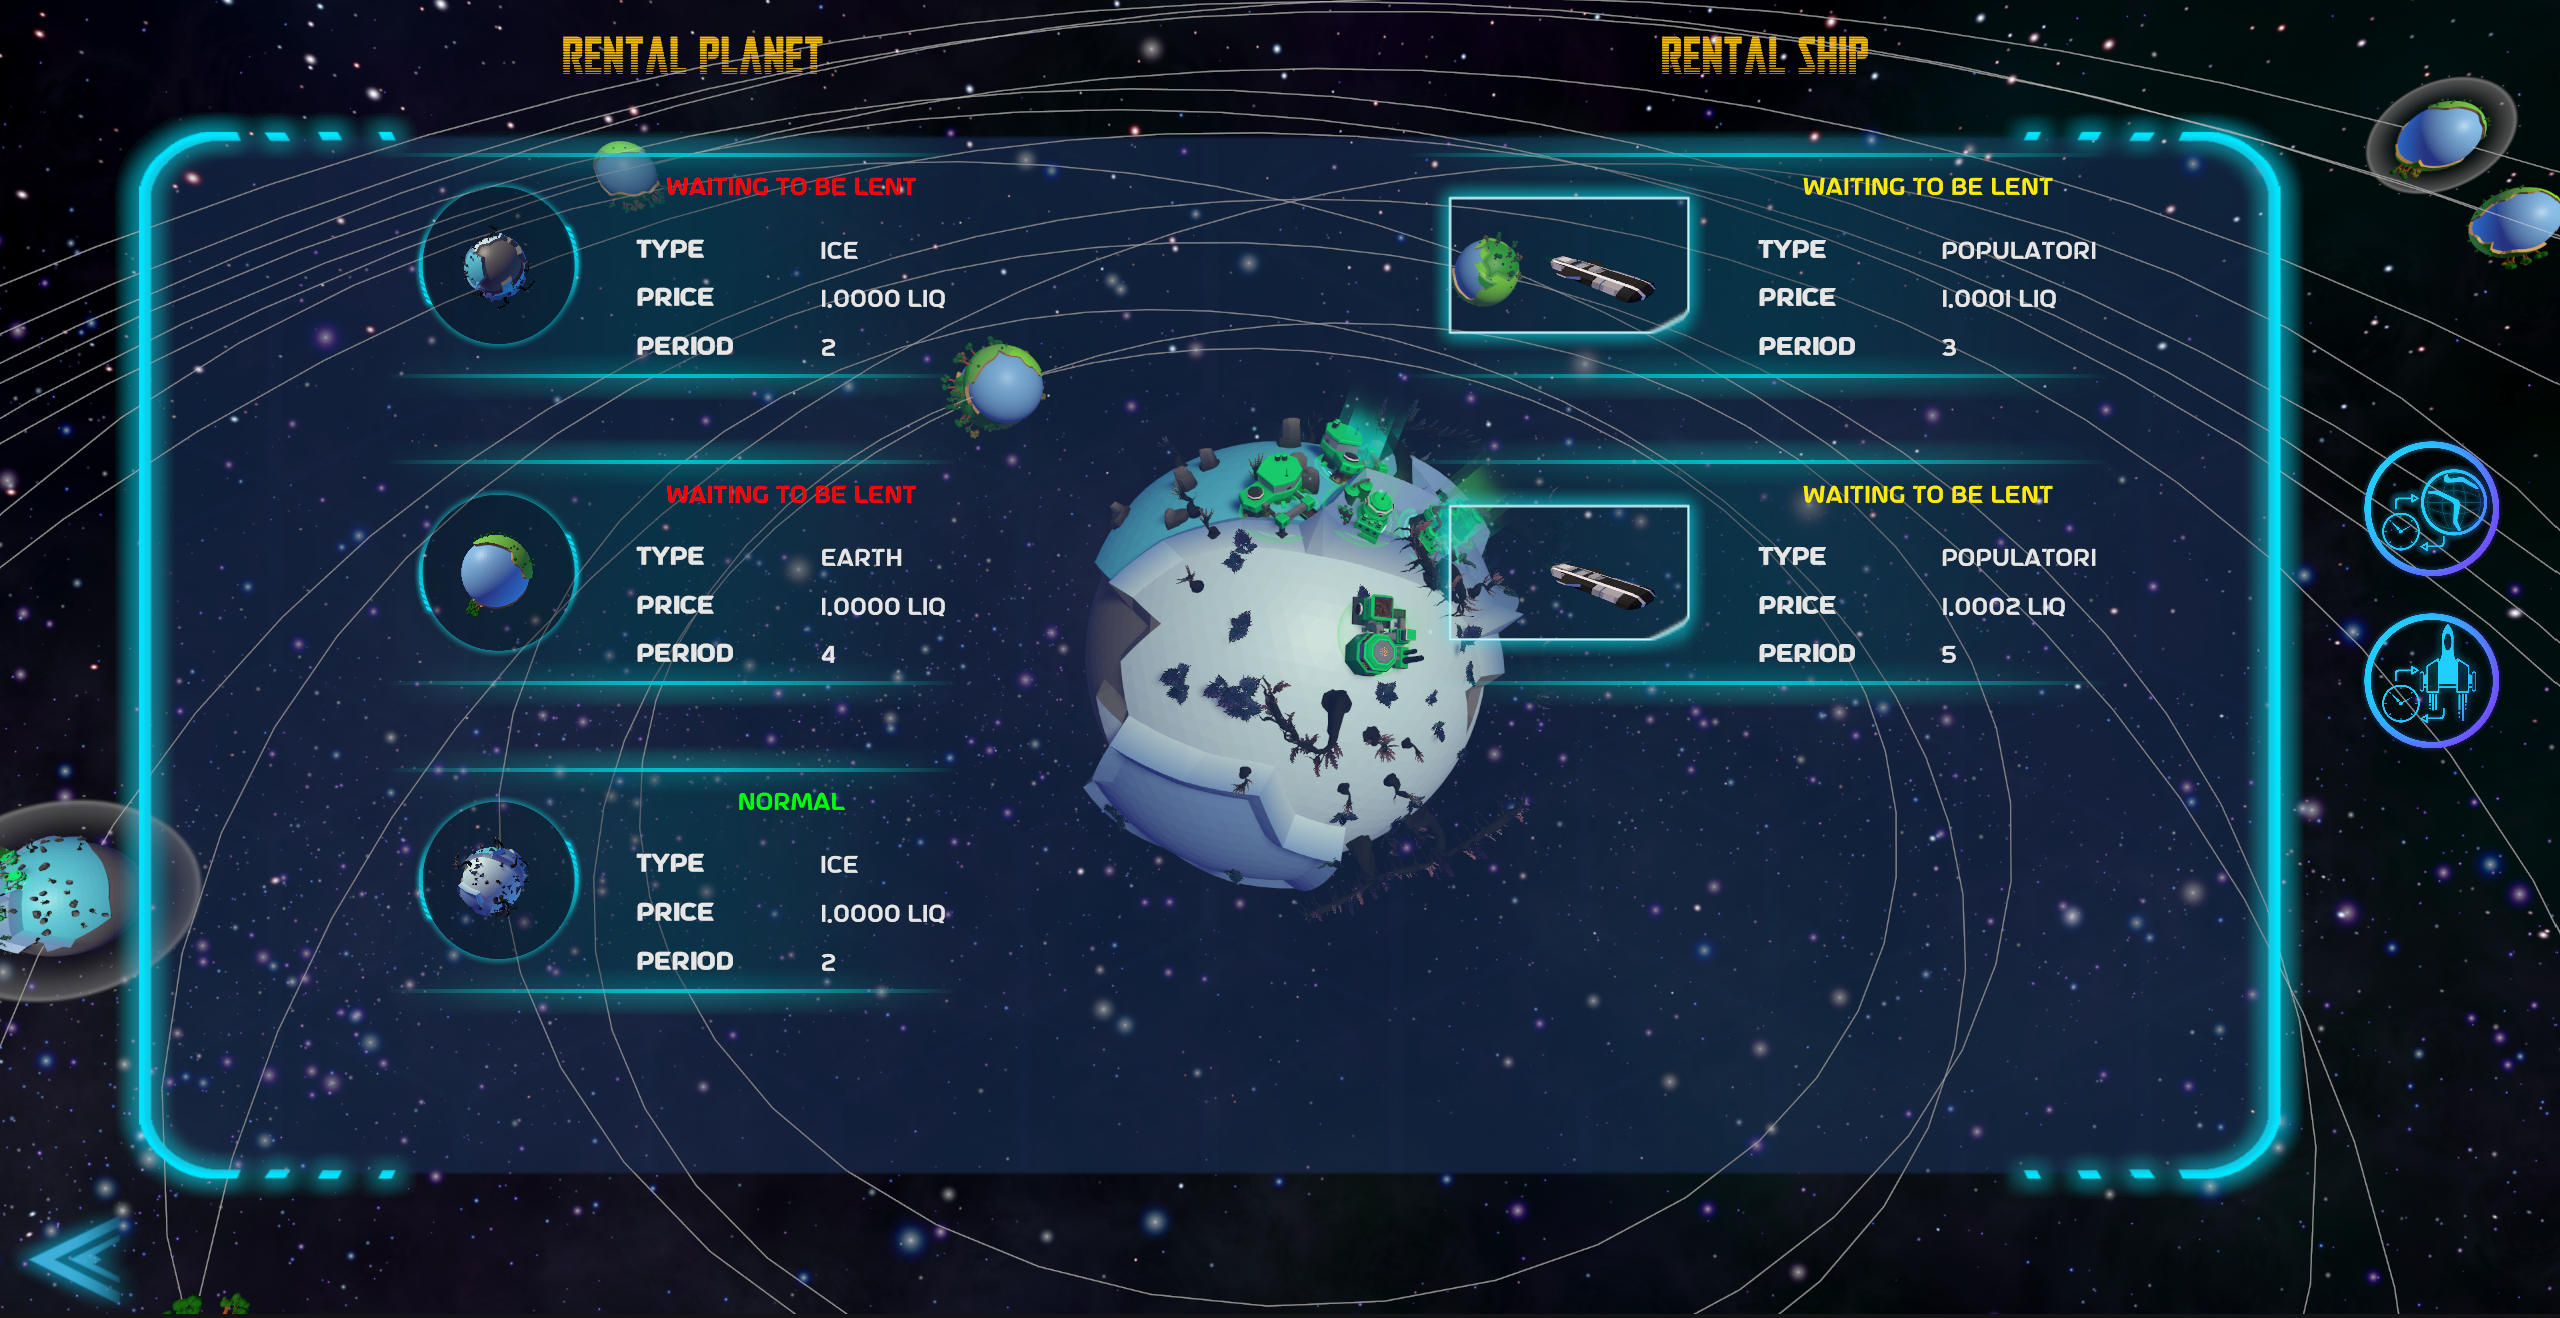 RENTAL PLANET
WAITING TO BE LENT
TYPE ICE
PRICE 1.0000 LIQ
PERIOD 2
WAITING TO BE LENT
TYPE EARTH
PRICE 1.0000 LIQ
PERIOD 4
NORMAL
TYPE ICE
PRICE 1.0000 LIQ
PERIOD 2
RENTAL SHIP
WAITING TO BE LENT
TYPE POPULATOR1
PRICE 1.0001 LIQ
PERIOD 3
WAITING TO BE LENT
TYPE POPULATOR1
PRICE 1.0002 LIQ
PERIOD 5